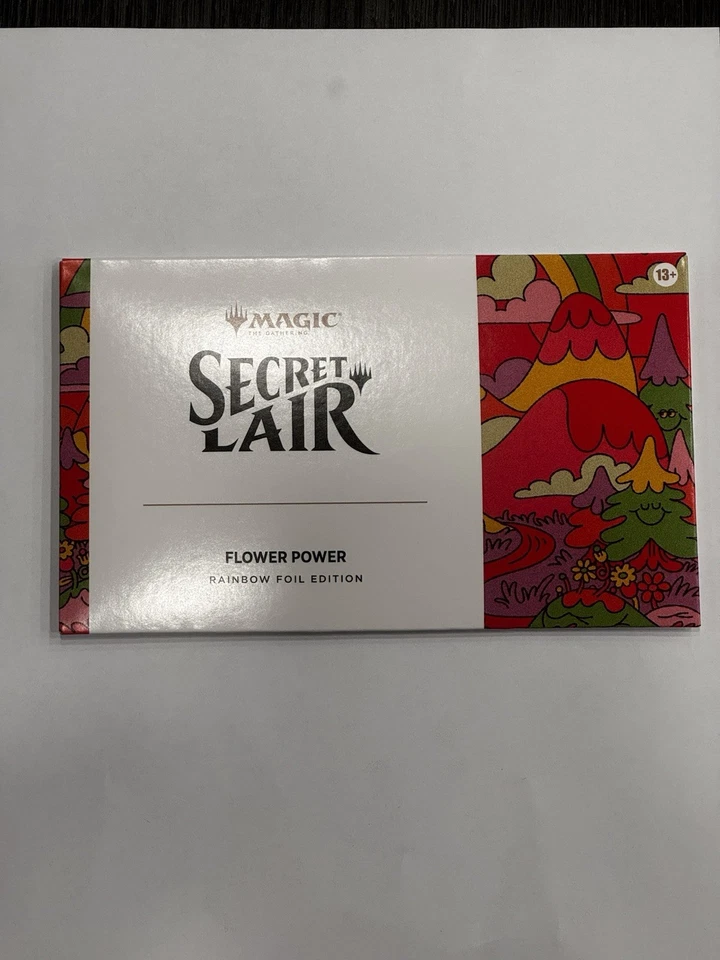 MAGIC
THE GATHERING
SECRET
LAIR
FLOWER POWER
RAINBOW FOIL EDITION
13+